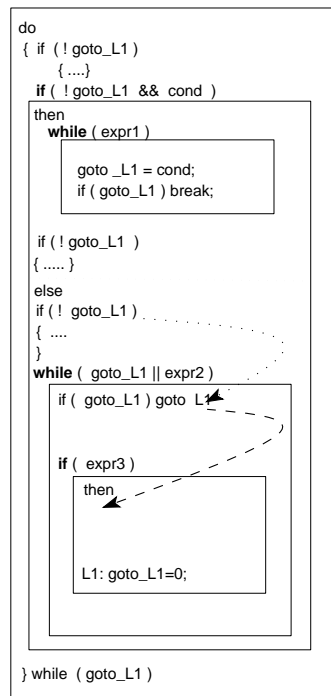 do
{ if ( ! goto_L1 )
{ ....}
if ( ! goto_L1 && cond )
then
while ( expr1 )
goto _L1 = cond;
if ( goto_L1 ) break;
if ( ! goto_L1 )
{ ..... }
else
if ( ! goto_L1 )
{ ....
}
while ( goto_L1 || expr2 )
if ( goto_L1 ) goto L1
if ( expr3 )
then
L1: goto_L1=0;
} while ( goto_L1 )